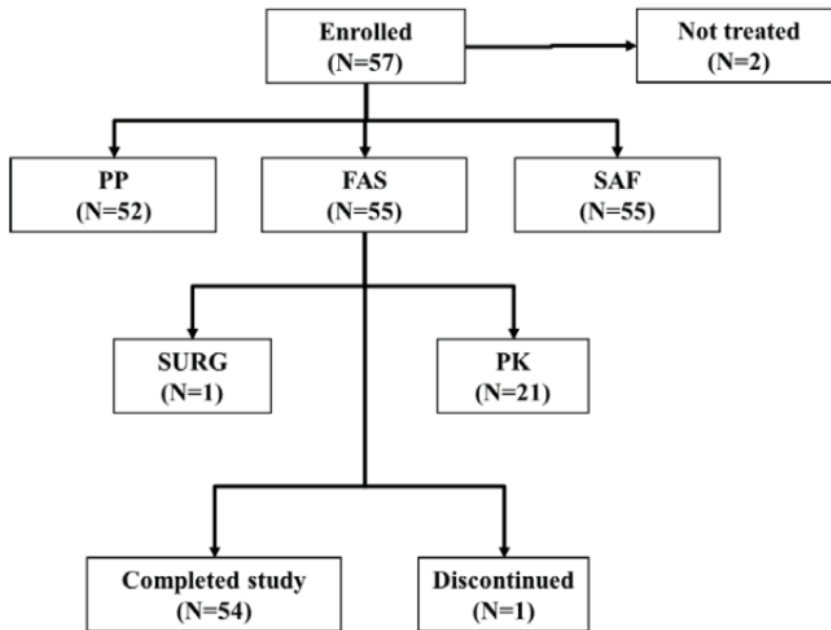 Enrolled
(N=57)
Not treated
(N=2)
PP
(N=52)
FAS
(N=55)
SAF
(N=55)
SURG
(N=1)
PK
(N=21)
Completed study
(N=54)
Discontinued
(N=1)